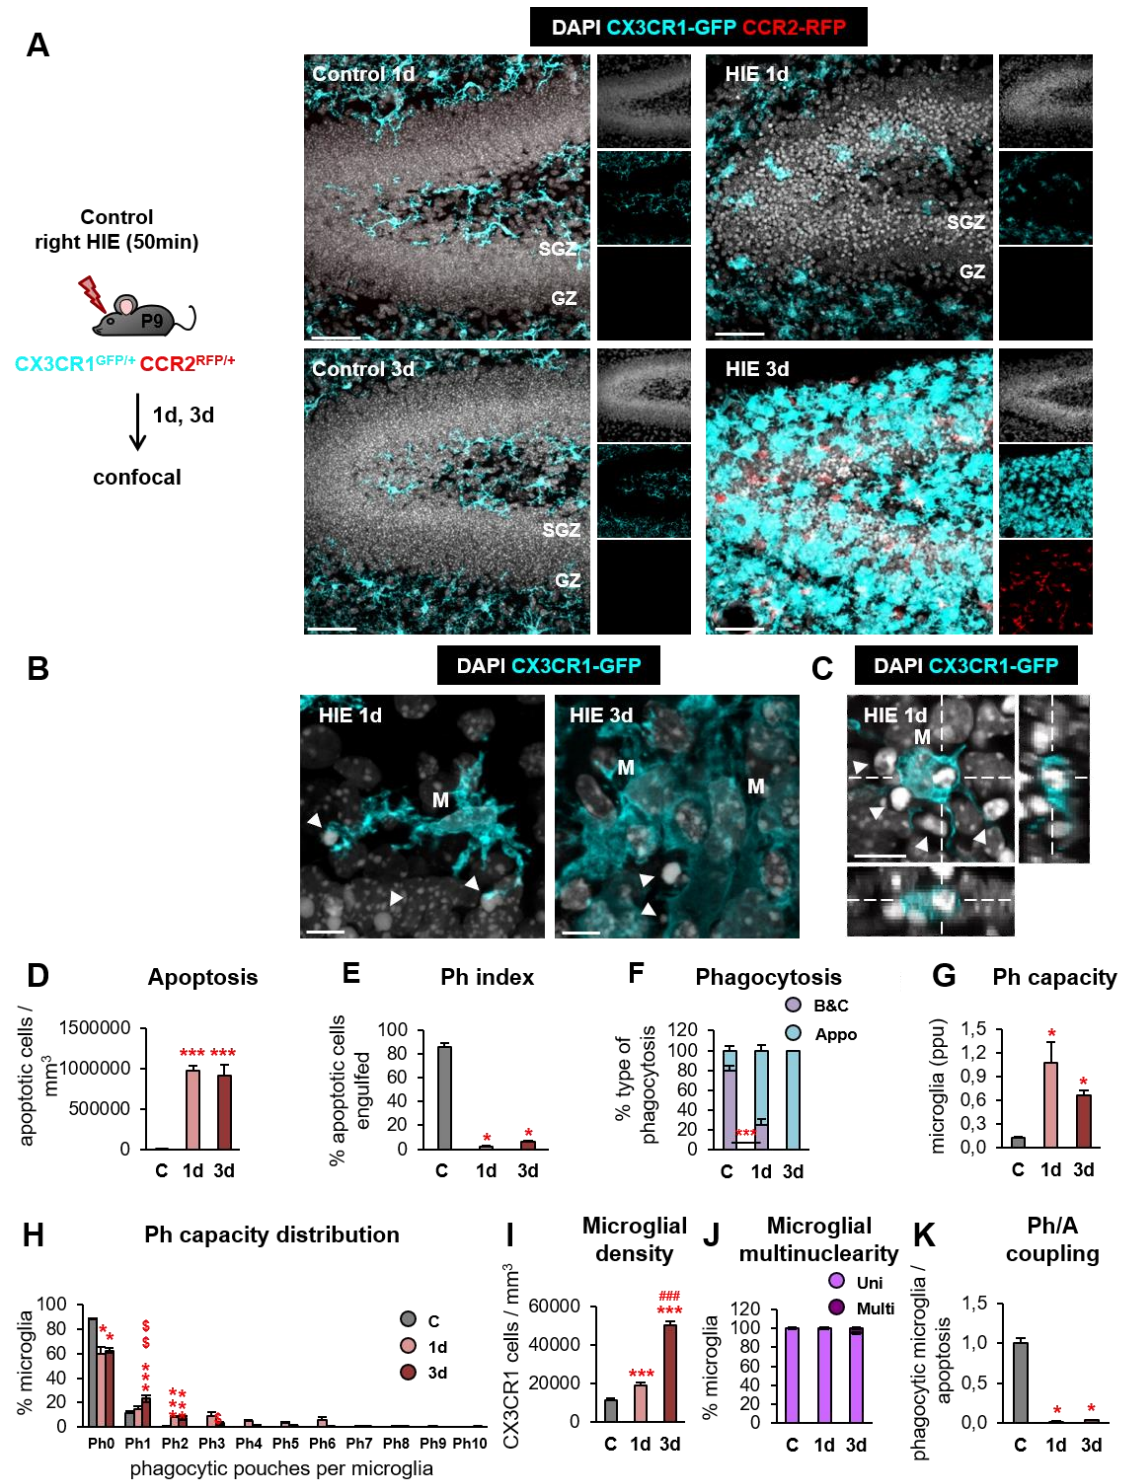 A
DAPI CX3CR1-GFP CCR2-RFP
Control 1d
SGZ
GZ
HIE 1d
SGZ
GZ
Control
right HIE (50min)
P9
CX3CR1GFP/+ CCR2RFP/+
1d, 3d
confocal
Control 3d
SGZ
GZ
HIE 3d
B
DAPI CX3CR1-GFP
HIE 1d
M
HIE 3d
M
M
C
DAPI CX3CR1-GFP
HIE 1d
M
D
Apoptosis
apoptotic cells /
mm3
1500000
1000000
500000
0
*** ***
C 1d 3d
E
Ph index
% apoptotic cells
engulfed
100
80
60
40
20
0
* *
C 1d 3d
F
Phagocytosis
B&C
Appo
% type of
phagocytosis
120
100
80
60
40
20
0
***
C 1d 3d
G
Ph capacity
microglia (ppu)
1,5
1,2
0,9
0,6
0,3
0,0
*
*
C 1d 3d
H
Ph capacity distribution
% microglia
100
80
60
40
20
0
C
1d
3d
* *
$
$
***
*** ***
$
Ph0 Ph1 Ph2 Ph3 Ph4 Ph5 Ph6 Ph7 Ph8 Ph9 Ph10
phagocytic pouches per microglia
I
Microglial
density
CX3CR1 cells / mm3
60000
40000
20000
0
***
###
***
C 1d 3d
J
Microglial
multinuclearity
Uni
Multi
% microglia
120
100
80
60
40
20
0
C 1d 3d
K
Ph/A
coupling
phagocytic microglia /
apoptosis
1,5
1,0
0,5
0,0
* *
C 1d 3d